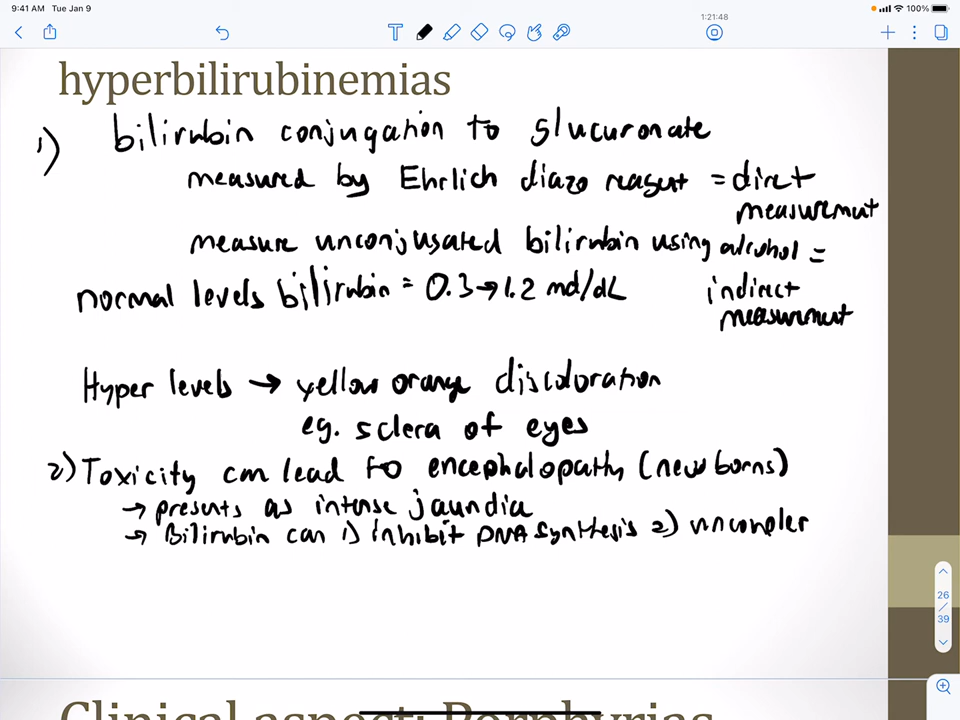 9:41 AM Tue Jan 9
100%
1:21:48
hyperbilirubinemias
1) bilirubin conjugation to glucuronate
measured by Ehrlich diazo reagent = direct measurement
measure unconjugated bilirubin using alcohol = indirect measurement
normal levels bilirubin = 0.3 → 1.2 md/dL
Hyper levels → yellow orange discoloration
eg. sclera of eyes
2) Toxicity can lead to encephalopathy (newborns)
→ presents as intense jaundice
→ Bilirubin can 1) inhibit DNA synthesis 2) uncoupler
26
/
39
Clinical aspect: Porphyrias